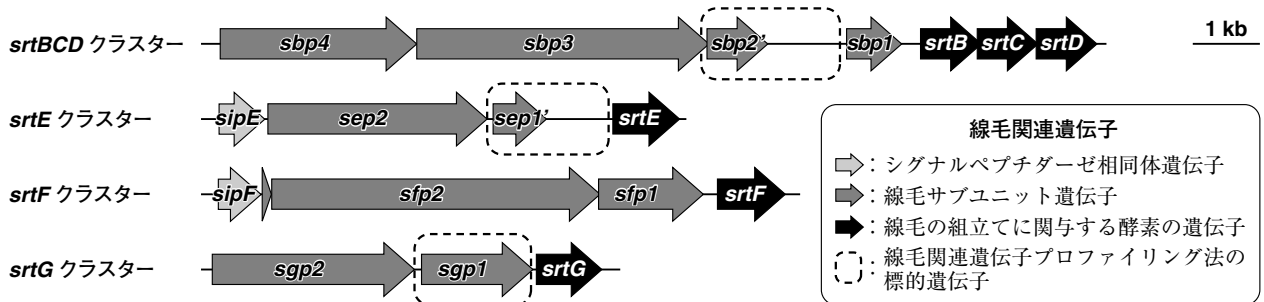 srtBCD クラスター sbp4 sbp3 sbp2' sbp1 srtB srtC srtD 1 kb
srtE クラスター sipE sep2 sep1' srtE
srtF クラスター sipF sfp2 sfp1 srtF
srtG クラスター sgp2 sgp1 srtG
線毛関連遺伝子
：シグナルペプチダーゼ相同体遺伝子
：線毛サブユニット遺伝子
：線毛の組立てに関与する酵素の遺伝子
：線毛関連遺伝子プロファイリング法の
標的遺伝子